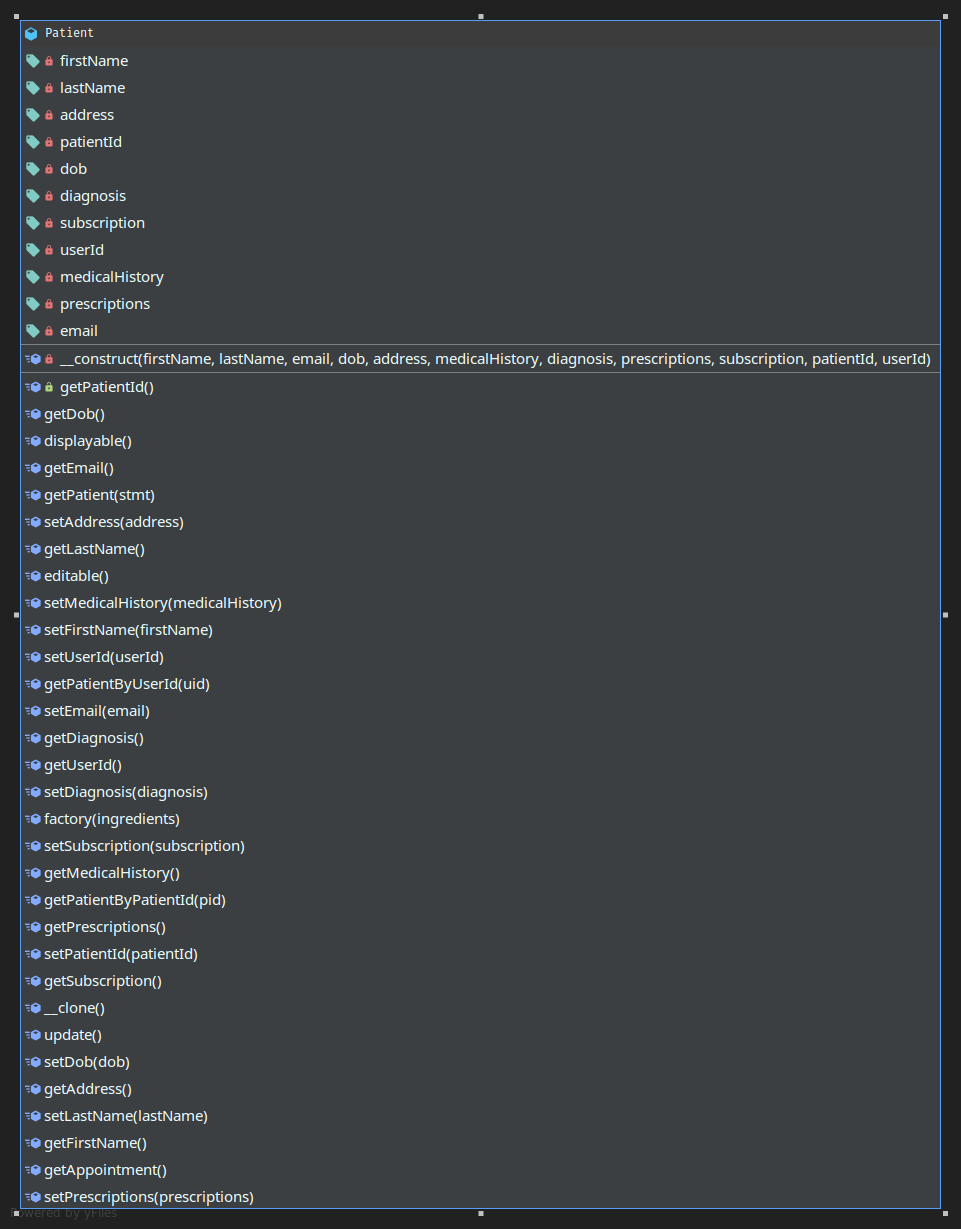 Patient
firstName
lastName
address
patientId
dob
diagnosis
subscription
userId
medicalHistory
prescriptions
email
__construct(firstName, lastName, email, dob, address, medicalHistory, diagnosis, prescriptions, subscription, patientId, userId)
getPatientId()
getDob()
displayable()
getEmail()
getPatient(stmt)
setAddress(address)
getLastName()
editable()
setMedicalHistory(medicalHistory)
setFirstName(firstName)
setUserId(userId)
getPatientByUserId(uid)
setEmail(email)
getDiagnosis()
getUserId()
setDiagnosis(diagnosis)
factory(ingredients)
setSubscription(subscription)
getMedicalHistory()
getPatientByPatientId(pid)
getPrescriptions()
setPatientId(patientId)
getSubscription()
__clone()
update()
setDob(dob)
getAddress()
setLastName(lastName)
getFirstName()
getAppointment()
setPrescriptions(prescriptions)
Powered by yFiles